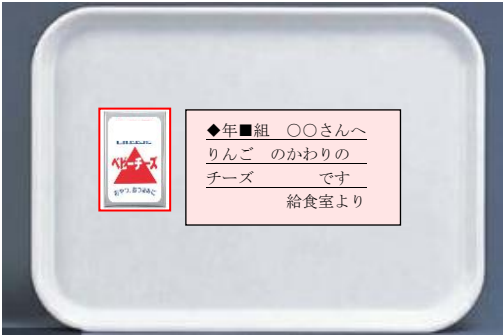 ベビーチーズ
◆年■組　○○さんへ
りんご　のかわりの
チーズ　　　　です
給食室より